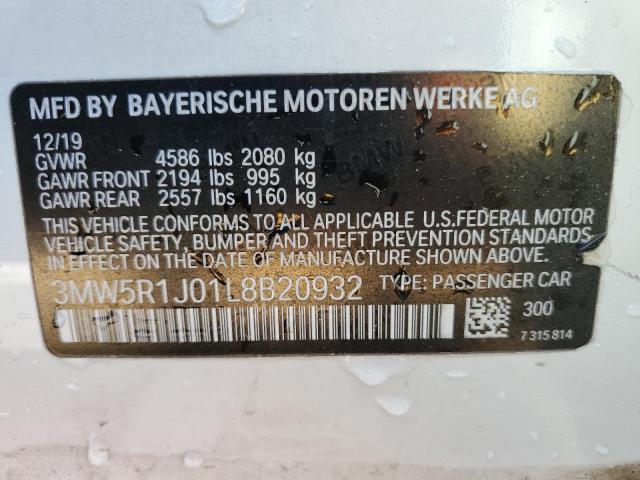 MFD BY BAYERISCHE MOTOREN WERKE AG
12/19
GVWR 4586 lbs 2080 kg
GAWR FRONT 2194 lbs 995 kg
GAWR REAR 2557 lbs 1160 kg
THIS VEHICLE CONFORMS TO ALL APPLICABLE U.S.FEDERAL MOTOR
VEHICLE SAFETY, BUMPER AND THEFT PREVENTION STANDARDS
IN EFFECT ON THE DATE OF MANUFACTURE SHOWN ABOVE.
3MW5R1J01L8B20932 TYPE: PASSENGER CAR
300
7 315 814